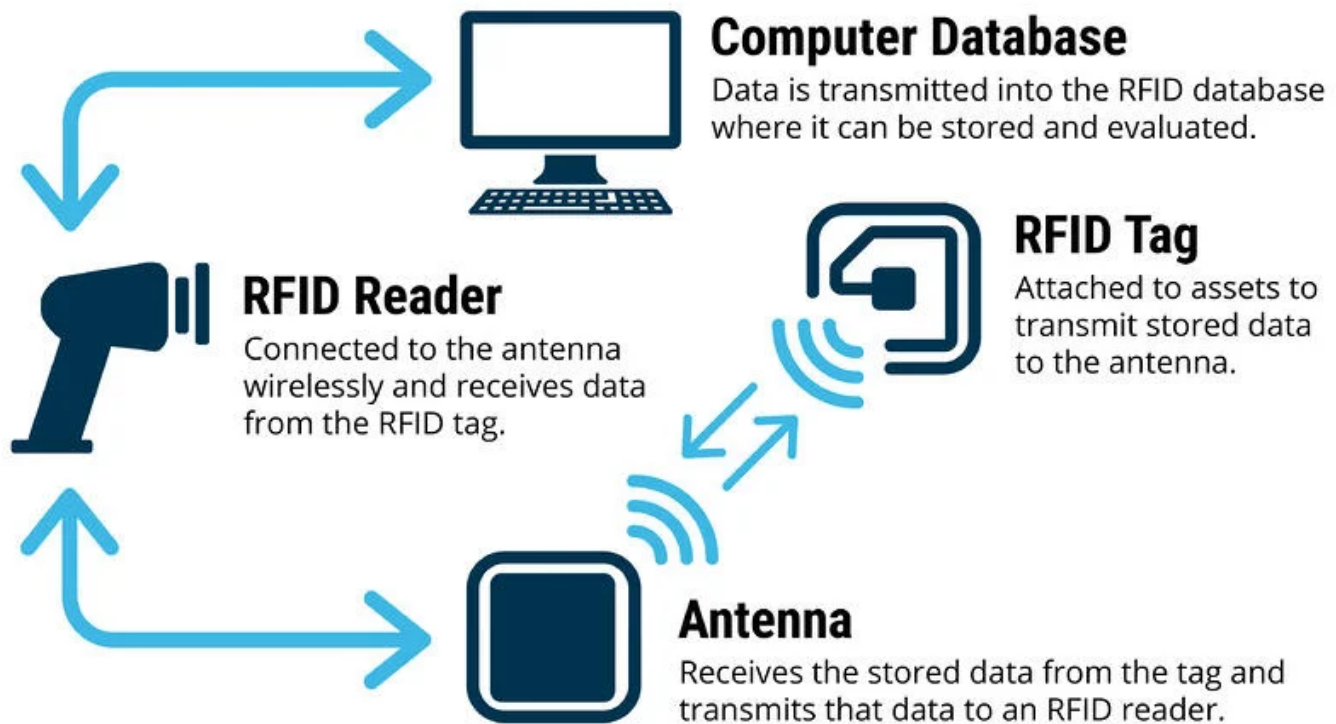 Computer Database
Data is transmitted into the RFID database
where it can be stored and evaluated.
RFID Tag
Attached to assets to
transmit stored data
to the antenna.
RFID Reader
Connected to the antenna
wirelessly and receives data
from the RFID tag.
Antenna
Receives the stored data from the tag and
transmits that data to an RFID reader.